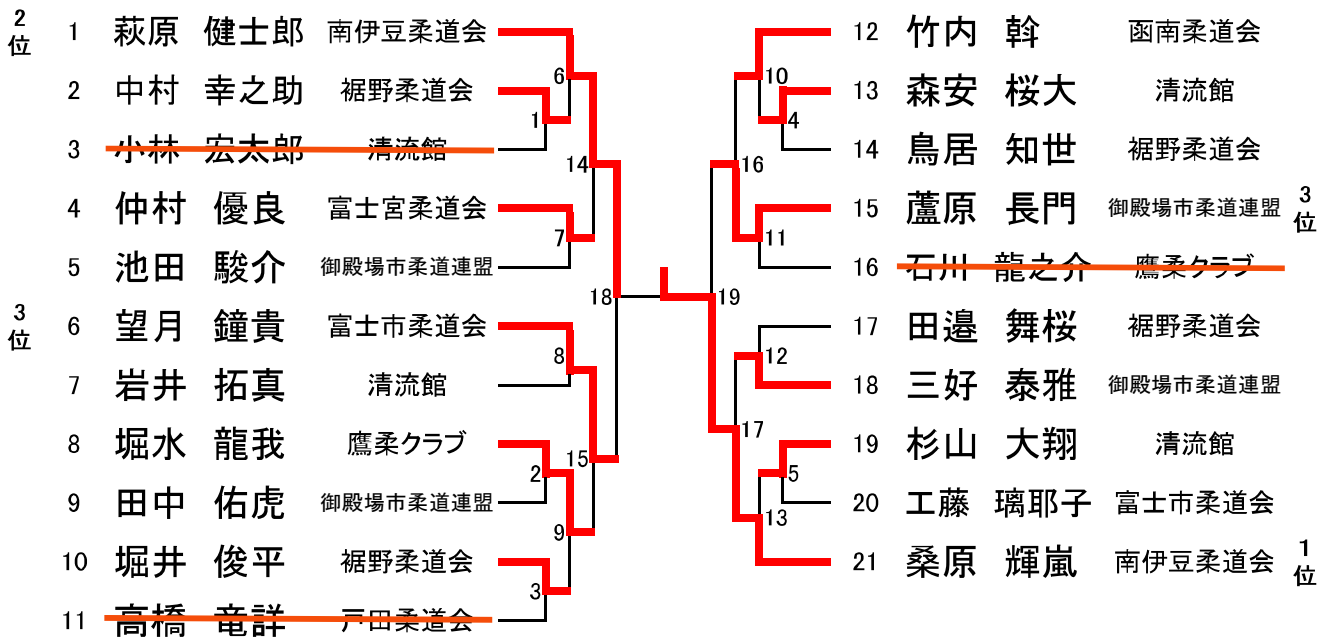 2位 1 萩原 健士郎 南伊豆柔道会
2 中村 幸之助 裾野柔道会
3 小林 宏太郎 清流館
4 仲村 優良 富士宮柔道会
5 池田 駿介 御殿場市柔道連盟
3位 6 望月 鐘貴 富士市柔道会
7 岩井 拓真 清流館
8 堀水 龍我 鷹柔クラブ
9 田中 佑虎 御殿場市柔道連盟
10 堀井 俊平 裾野柔道会
11 高橋 竜詳 戸田柔道会
6
1
14
7
18
8
15
2
9
3
10
4
16
11
19
12
17
5
13
12 竹内 斡 函南柔道会
13 森安 桜大 清流館
14 鳥居 知世 裾野柔道会
15 蘆原 長門 御殿場市柔道連盟 3位
16 石川 龍之介 鷹柔クラブ
17 田邉 舞桜 裾野柔道会
18 三好 泰雅 御殿場市柔道連盟
19 杉山 大翔 清流館
20 工藤 璃耶子 富士市柔道会
21 桑原 輝嵐 南伊豆柔道会 1位